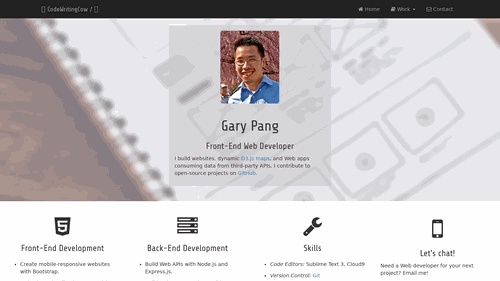 CodeWritingCow /
Home
Work
Contact
Gary Pang
Front-End Web Developer
I build websites, dynamic D3.js maps, and Web apps
consuming data from third-party APIs. I contribute to
open-source projects on GitHub.
Front-End Development
Create mobile-responsive websites
with Bootstrap.
Back-End Development
Build Web APIs with Node.js and
Express.js.
Skills
Code Editors: Sublime Text 3, Cloud9
Version Control: Git
Let's chat!
Need a Web developer for your next
project? Email me!